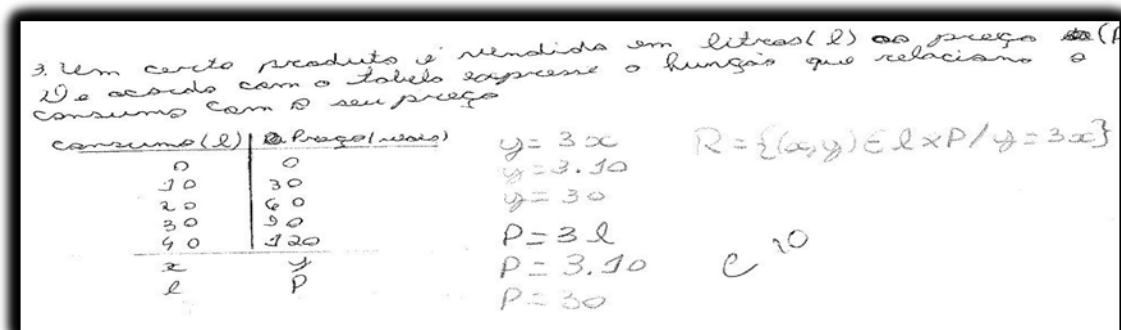 3. Um certo produto é vendido em litros (l) ao preço (P
De acordo com a tabela expresse a função que relaciona o
consumo com o seu preço
consumo (l) Preço (reais)
0 0
10 30
20 60
30 90
40 120
x y
l P
y = 3x
y = 3.10
y = 30
P = 3l
P = 3.10
P = 30
R = {(x,y) ∈ l x P / y = 3x}
C 10